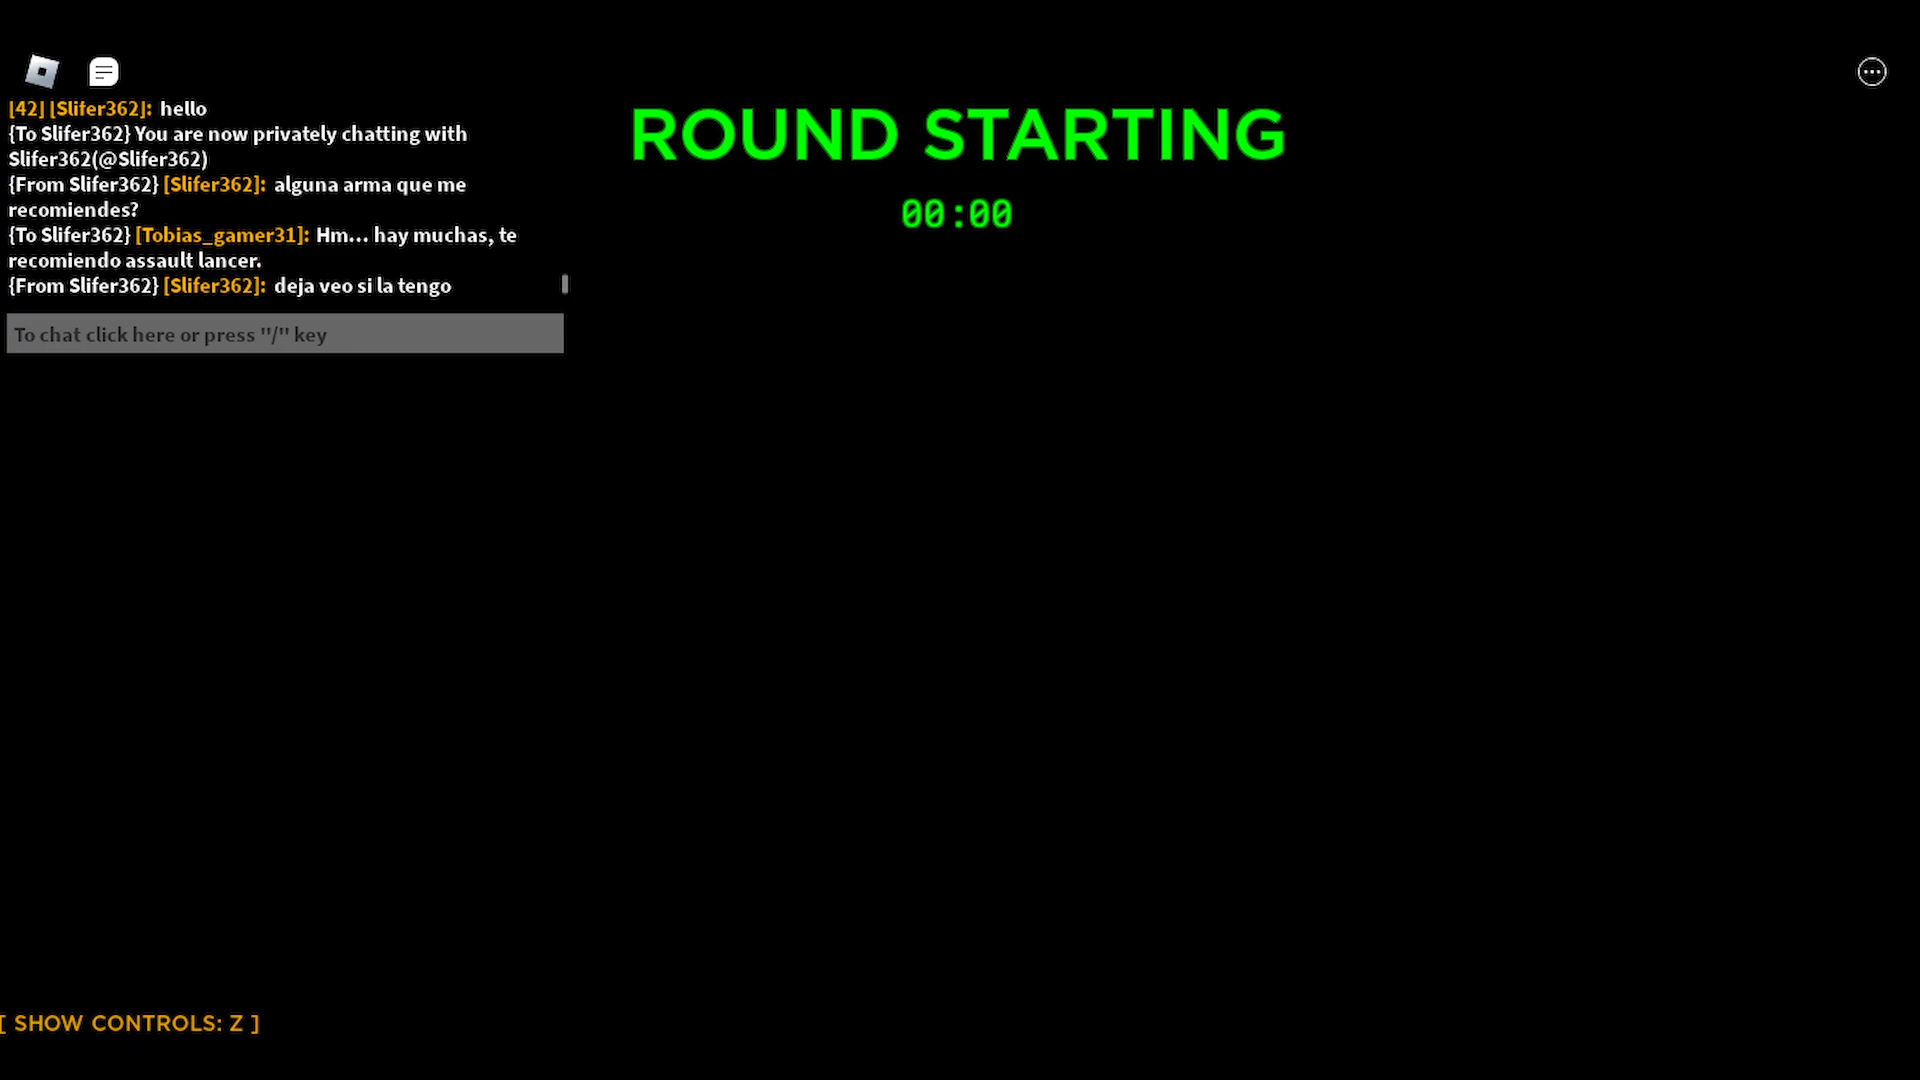 [42] [Slifer362]: hello
{To Slifer362} You are now privately chatting with
Slifer362(@Slifer362)
{From Slifer362} [Slifer362]: alguna arma que me
recomiendes?
{To Slifer362} [Tobias_gamer31]: Hm... hay muchas, te
recomiendo assault lancer.
{From Slifer362} [Slifer362]: deja veo si la tengo
To chat click here or press "/" key
ROUND STARTING
00:00
[ SHOW CONTROLS: Z ]